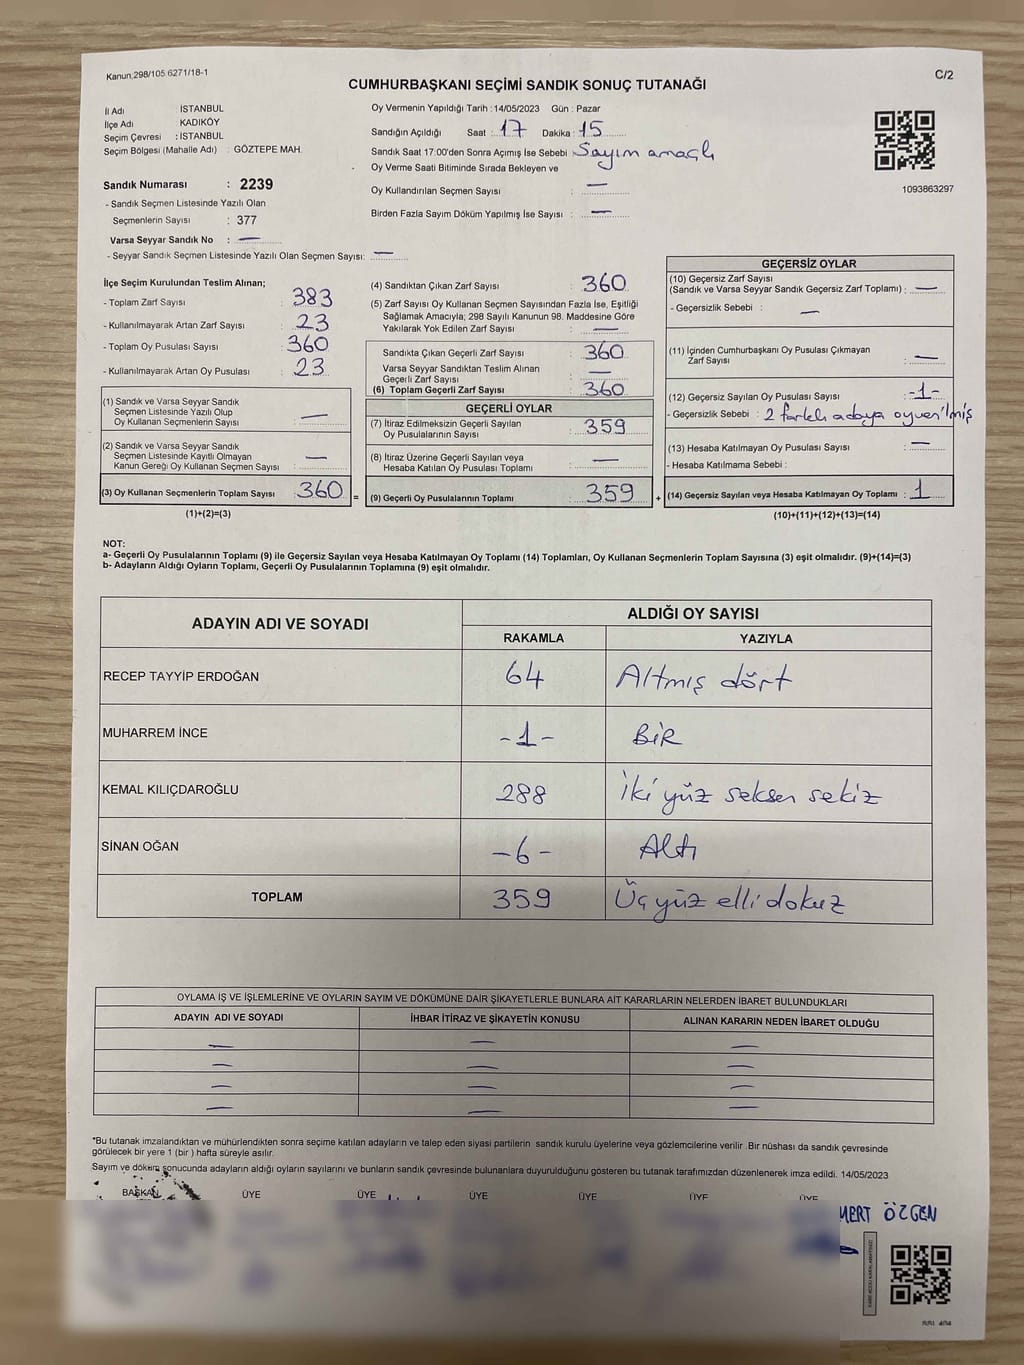 Kanun,298/105:6271/18-1
C/2
CUMHURBAŞKANI SEÇİMİ SANDIK SONUÇ TUTANAĞI
İl Adı : İSTANBUL
İlçe Adı : KADIKÖY
Seçim Çevresi : İSTANBUL
Seçim Bölgesi (Mahalle Adı) : GÖZTEPE MAH.
Sandık Numarası : 2239
- Sandık Seçmen Listesinde Yazılı Olan
Seçmenlerin Sayısı : 377
Varsa Seyyar Sandık No : —
- Seyyar Sandık Seçmen Listesinde Yazılı Olan Seçmen Sayısı: —
Oy Vermenin Yapıldığı Tarih : 14/05/2023 Gün : Pazar
Sandığın Açıldığı Saat : 17 Dakika : 15
Sandık Saat 17:00'den Sonra Açımış İse Sebebi : Sayım amaçlı
Oy Verme Saati Bitiminde Sırada Bekleyen ve
Oy Kullandırılan Seçmen Sayısı : —
Birden Fazla Sayım Döküm Yapılmış İse Sayısı : —
1093863297
İlçe Seçim Kurulundan Teslim Alınan;
- Toplam Zarf Sayısı : 383
- Kullanılmayarak Artan Zarf Sayısı : 23
- Toplam Oy Pusulası Sayısı : 360
- Kullanılmayarak Artan Oy Pusulası : 23
(1) Sandık ve Varsa Seyyar Sandık
Seçmen Listesinde Yazılı Olup
Oy Kullanan Seçmenlerin Sayısı : —
(2) Sandık ve Varsa Seyyar Sandık
Seçmen Listesinde Kayıtlı Olmayan
Kanun Gereği Oy Kullanan Seçmen Sayısı : —
(3) Oy Kullanan Seçmenlerin Toplam Sayısı : 360 =
(1)+(2)=(3)
(4) Sandıktan Çıkan Zarf Sayısı : 360
(5) Zarf Sayısı Oy Kullanan Seçmen Sayısından Fazla İse, Eşitliği
Sağlamak Amacıyla; 298 Sayılı Kanunun 98. Maddesine Göre
Yakılarak Yok Edilen Zarf Sayısı : —
Sandıkta Çıkan Geçerli Zarf Sayısı : 360
Varsa Seyyar Sandıktan Teslim Alınan
Geçerli Zarf Sayısı : —
(6) Toplam Geçerli Zarf Sayısı : 360
GEÇERLİ OYLAR
(7) İtiraz Edilmeksizin Geçerli Sayılan
Oy Pusulalarının Sayısı : 359
(8) İtiraz Üzerine Geçerli Sayılan veya
Hesaba Katılan Oy Pusulası Toplamı : —
(9) Geçerli Oy Pusulalarının Toplamı : 359 +
GEÇERSİZ OYLAR
(10) Geçersiz Zarf Sayısı
(Sandık ve Varsa Seyyar Sandık Geçersiz Zarf Toplamı) : —
- Geçersizlik Sebebi : —
(11) İçinden Cumhurbaşkanı Oy Pusulası Çıkmayan
Zarf Sayısı : —
(12) Geçersiz Sayılan Oy Pusulası Sayısı : -1-
- Geçersizlik Sebebi : 2 farklı adaya oy verilmiş
(13) Hesaba Katılmayan Oy Pusulası Sayısı : —
- Hesaba Katılmama Sebebi :
(14) Geçersiz Sayılan veya Hesaba Katılmayan Oy Toplamı : 1
(10)+(11)+(12)+(13)=(14)
NOT:
a- Geçerli Oy Pusulalarının Toplamı (9) ile Geçersiz Sayılan veya Hesaba Katılmayan Oy Toplamı (14) Toplamları, Oy Kullanan Seçmenlerin Toplam Sayısına (3) eşit olmalıdır. (9)+(14)=(3)
b- Adayların Aldığı Oyların Toplamı, Geçerli Oy Pusulalarının Toplamına (9) eşit olmalıdır.
ADAYIN ADI VE SOYADI
ALDIĞI OY SAYISI
RAKAMLA YAZIYLA
RECEP TAYYİP ERDOĞAN 64 Altmış dört
MUHARREM İNCE -1- BİR
KEMAL KILIÇDAROĞLU 288 İki yüz seksen sekiz
SİNAN OĞAN -6- Altı
TOPLAM 359 Üç yüz elli dokuz
OYLAMA İŞ VE İŞLEMLERİNE VE OYLARIN SAYIM VE DÖKÜMÜNE DAİR ŞİKAYETLERLE BUNLARA AİT KARARLARIN NELERDEN İBARET BULUNDUKLARI
ADAYIN ADI VE SOYADI İHBAR İTİRAZ VE ŞİKAYETİN KONUSU ALINAN KARARIN NEDEN İBARET OLDUĞU
— — —
— — —
— — —
— — —
*Bu tutanak imzalandıktan ve mühürlendikten sonra seçime katılan adayların ve talep eden siyasi partilerin sandık kurulu üyelerine veya gözlemcilerine verilir .Bir nüshası da sandık çevresinde
görülecek bir yere 1 (bir ) hafta süreyle asılır.
Sayım ve döküm sonucunda adayların aldığı oyların sayılarını ve bunların sandık çevresinde bulunanlara duyurulduğunu gösteren bu tutanak tarafımızdan düzenlenerek imza edildi. 14/05/2023
BAŞKAN ÜYE ÜYE ÜYE ÜYE ÜYE ÜYE
MERT ÖZGEN